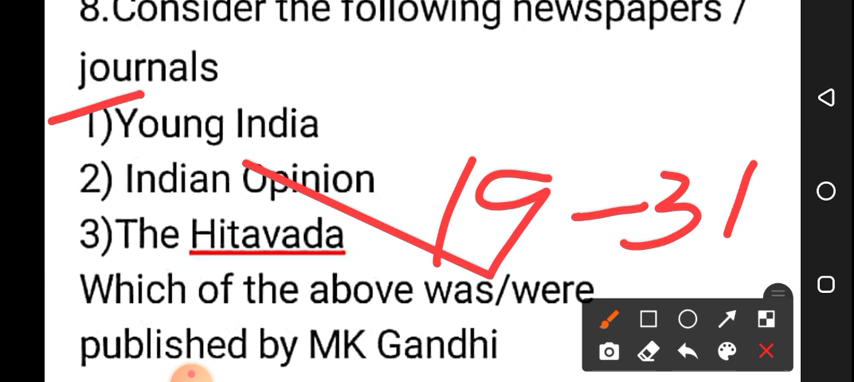 8.Consider the following newspapers /
journals
1)Young India
2) Indian Opinion
19-31
3)The Hitavada
Which of the above was/were
published by MK Gandhi